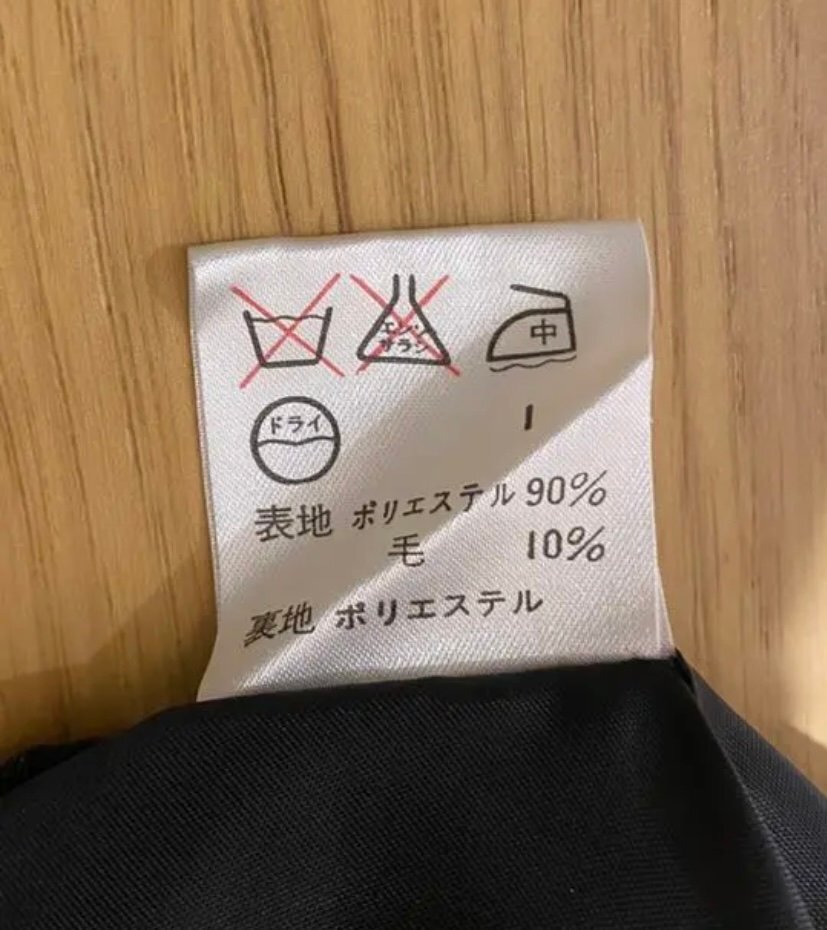 エンソ
サラシ
中
ドライ
I
表地 ポリエステル 90%
毛 10%
裏地 ポリエステル